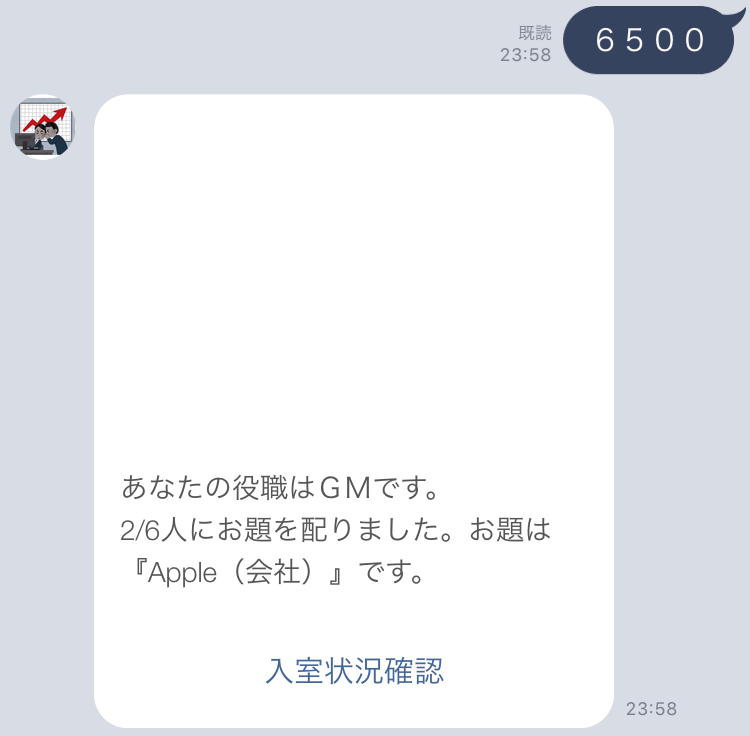 6500
既読
23:58
あなたの役職はＧＭです。
2/6人にお題を配りました。お題は
『Apple（会社）』です。
入室状況確認
23:58